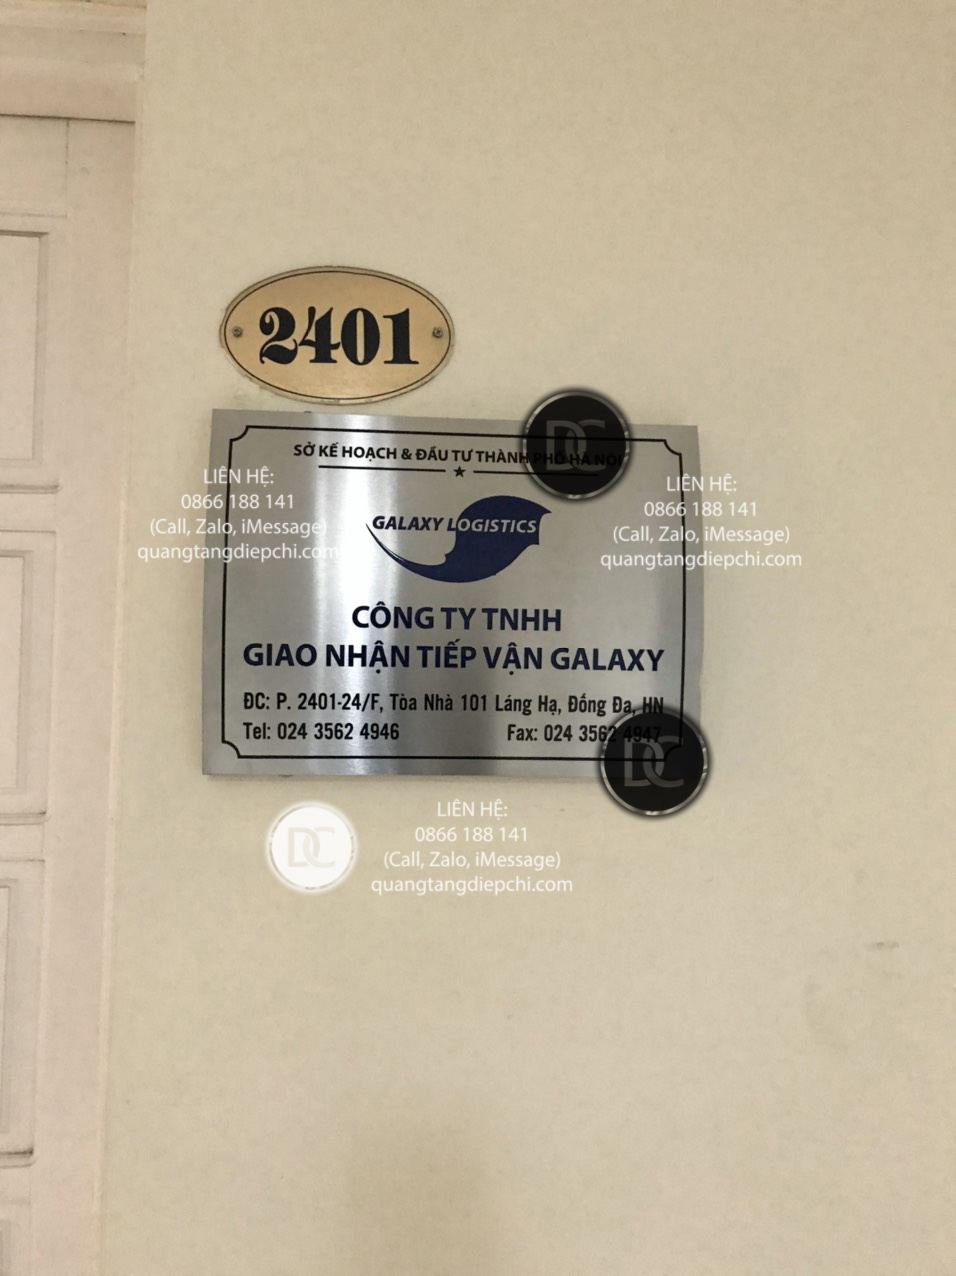 2401
SỞ KẾ HOẠCH & ĐẦU TƯ THÀNH PHỐ HÀ NỘI
GALAXY LOGISTICS
CÔNG TY TNHH
GIAO NHẬN TIẾP VẬN GALAXY
ĐC: P. 2401-24/F, Tòa Nhà 101 Láng Hạ, Đống Đa, HN
Tel: 024 3562 4946 Fax: 024 3562 4947
LIÊN HỆ:
0866 188 141
(Call, Zalo, iMessage)
quangtangdiepchi.com
LIÊN HỆ:
0866 188 141
(Call, Zalo, iMessage)
quangtangdiepchi.com
DC
DC
DC
LIÊN HỆ:
0866 188 141
(Call, Zalo, iMessage)
quangtangdiepchi.com